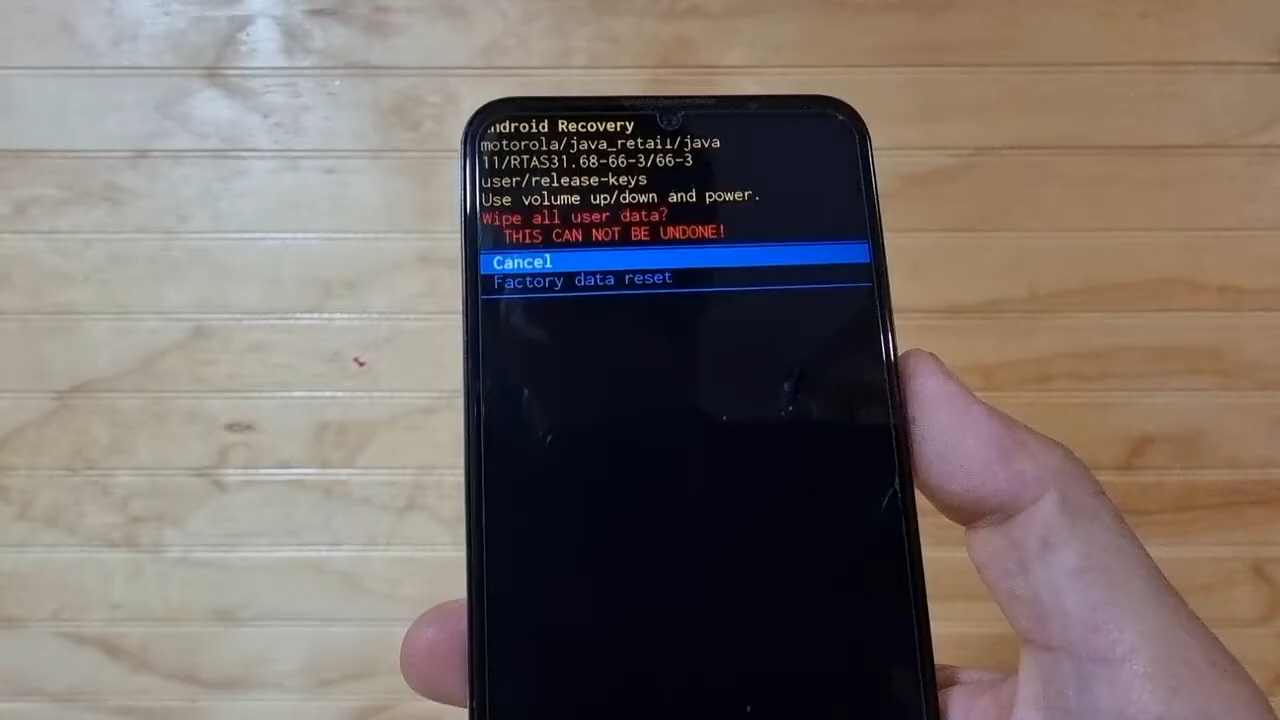 Android Recovery
motorola/java_retail/java
11/RTAS31.68-66-3/66-3
user/release-keys
Use volume up/down and power.
Wipe all user data?
THIS CAN NOT BE UNDONE!
Cancel
Factory data reset